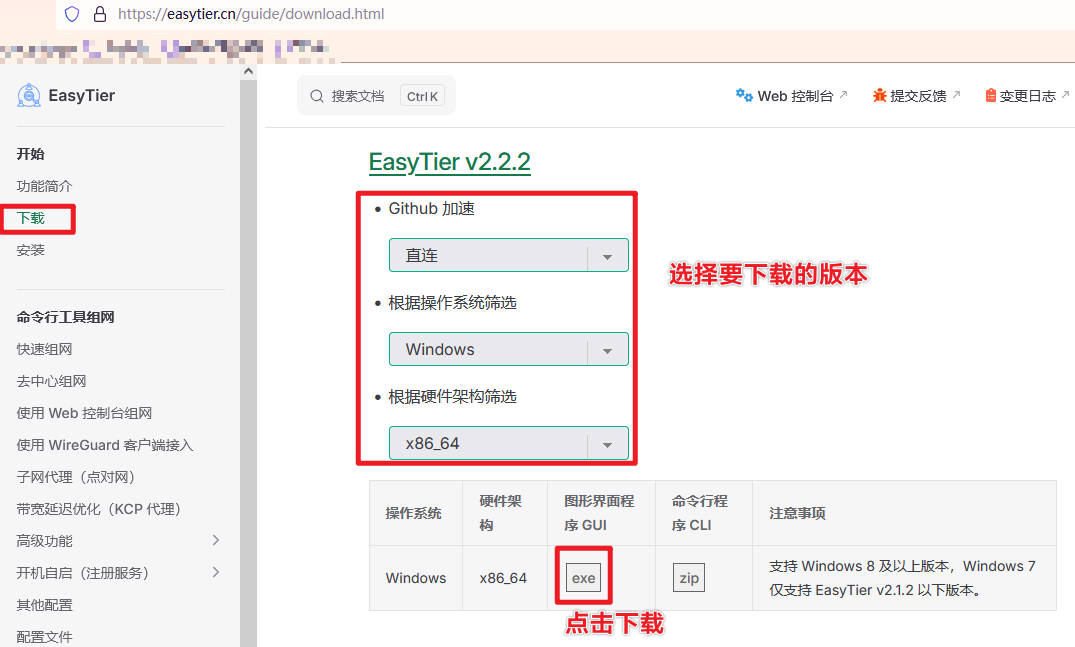 https://easytier.cn/guide/download.html
EasyTier
搜索文档
Ctrl K
Web 控制台
提交反馈
变更日志
开始
功能简介
下载
安装
命令行工具组网
快速组网
去中心组网
使用 Web 控制台组网
使用 WireGuard 客户端接入
子网代理（点对网）
带宽延迟优化（KCP 代理）
高级功能
开机自启（注册服务）
其他配置
配置文件
EasyTier v2.2.2
Github 加速
直连
根据操作系统筛选
Windows
根据硬件架构筛选
x86_64
选择要下载的版本
操作系统
硬件架
构
图形界面程
序 GUI
命令行程
序 CLI
注意事项
Windows
x86_64
exe
zip
支持 Windows 8 及以上版本，Windows 7
仅支持 EasyTier v2.1.2 以下版本。
点击下载